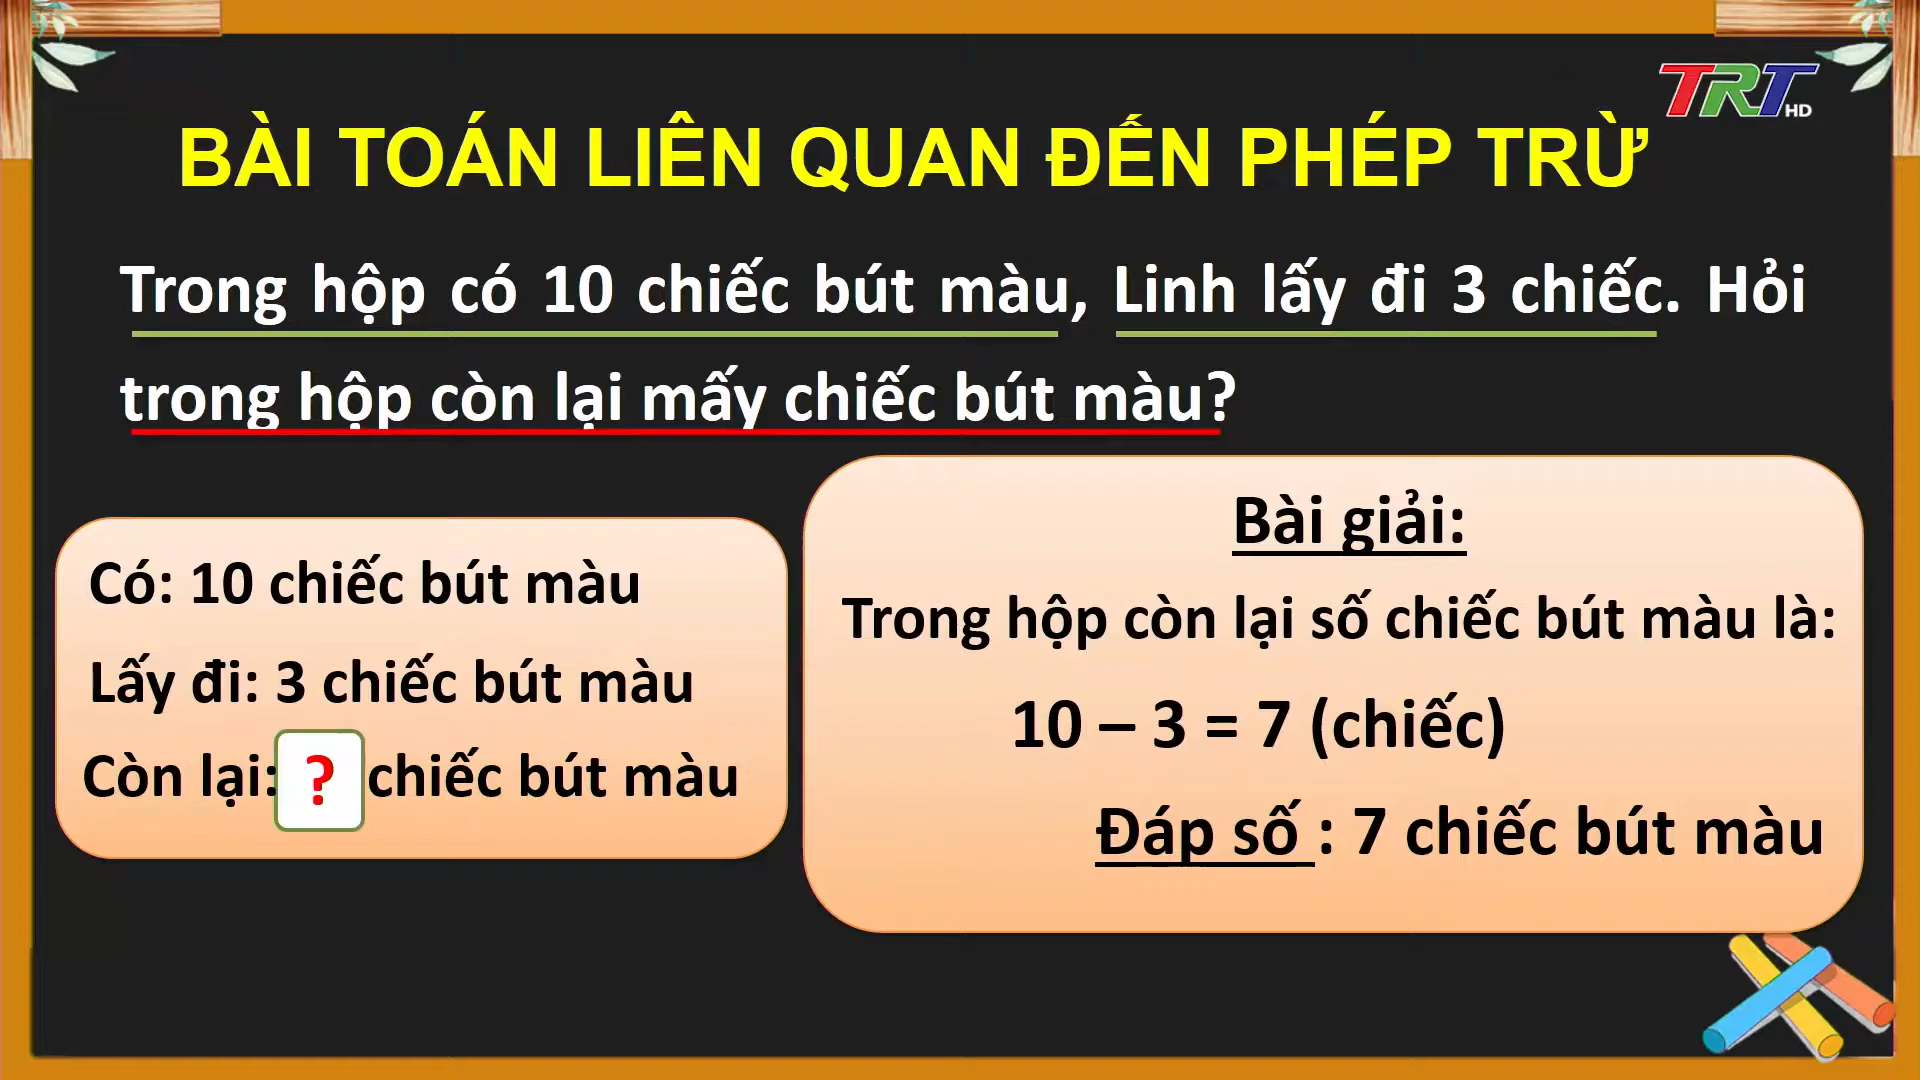 TRT HD
BÀI TOÁN LIÊN QUAN ĐẾN PHÉP TRỪ
Trong hộp có 10 chiếc bút màu, Linh lấy đi 3 chiếc. Hỏi
trong hộp còn lại mấy chiếc bút màu?
Có: 10 chiếc bút màu
Lấy đi: 3 chiếc bút màu
Còn lại: ? chiếc bút màu
Bài giải:
Trong hộp còn lại số chiếc bút màu là:
10 – 3 = 7 (chiếc)
Đáp số : 7 chiếc bút màu